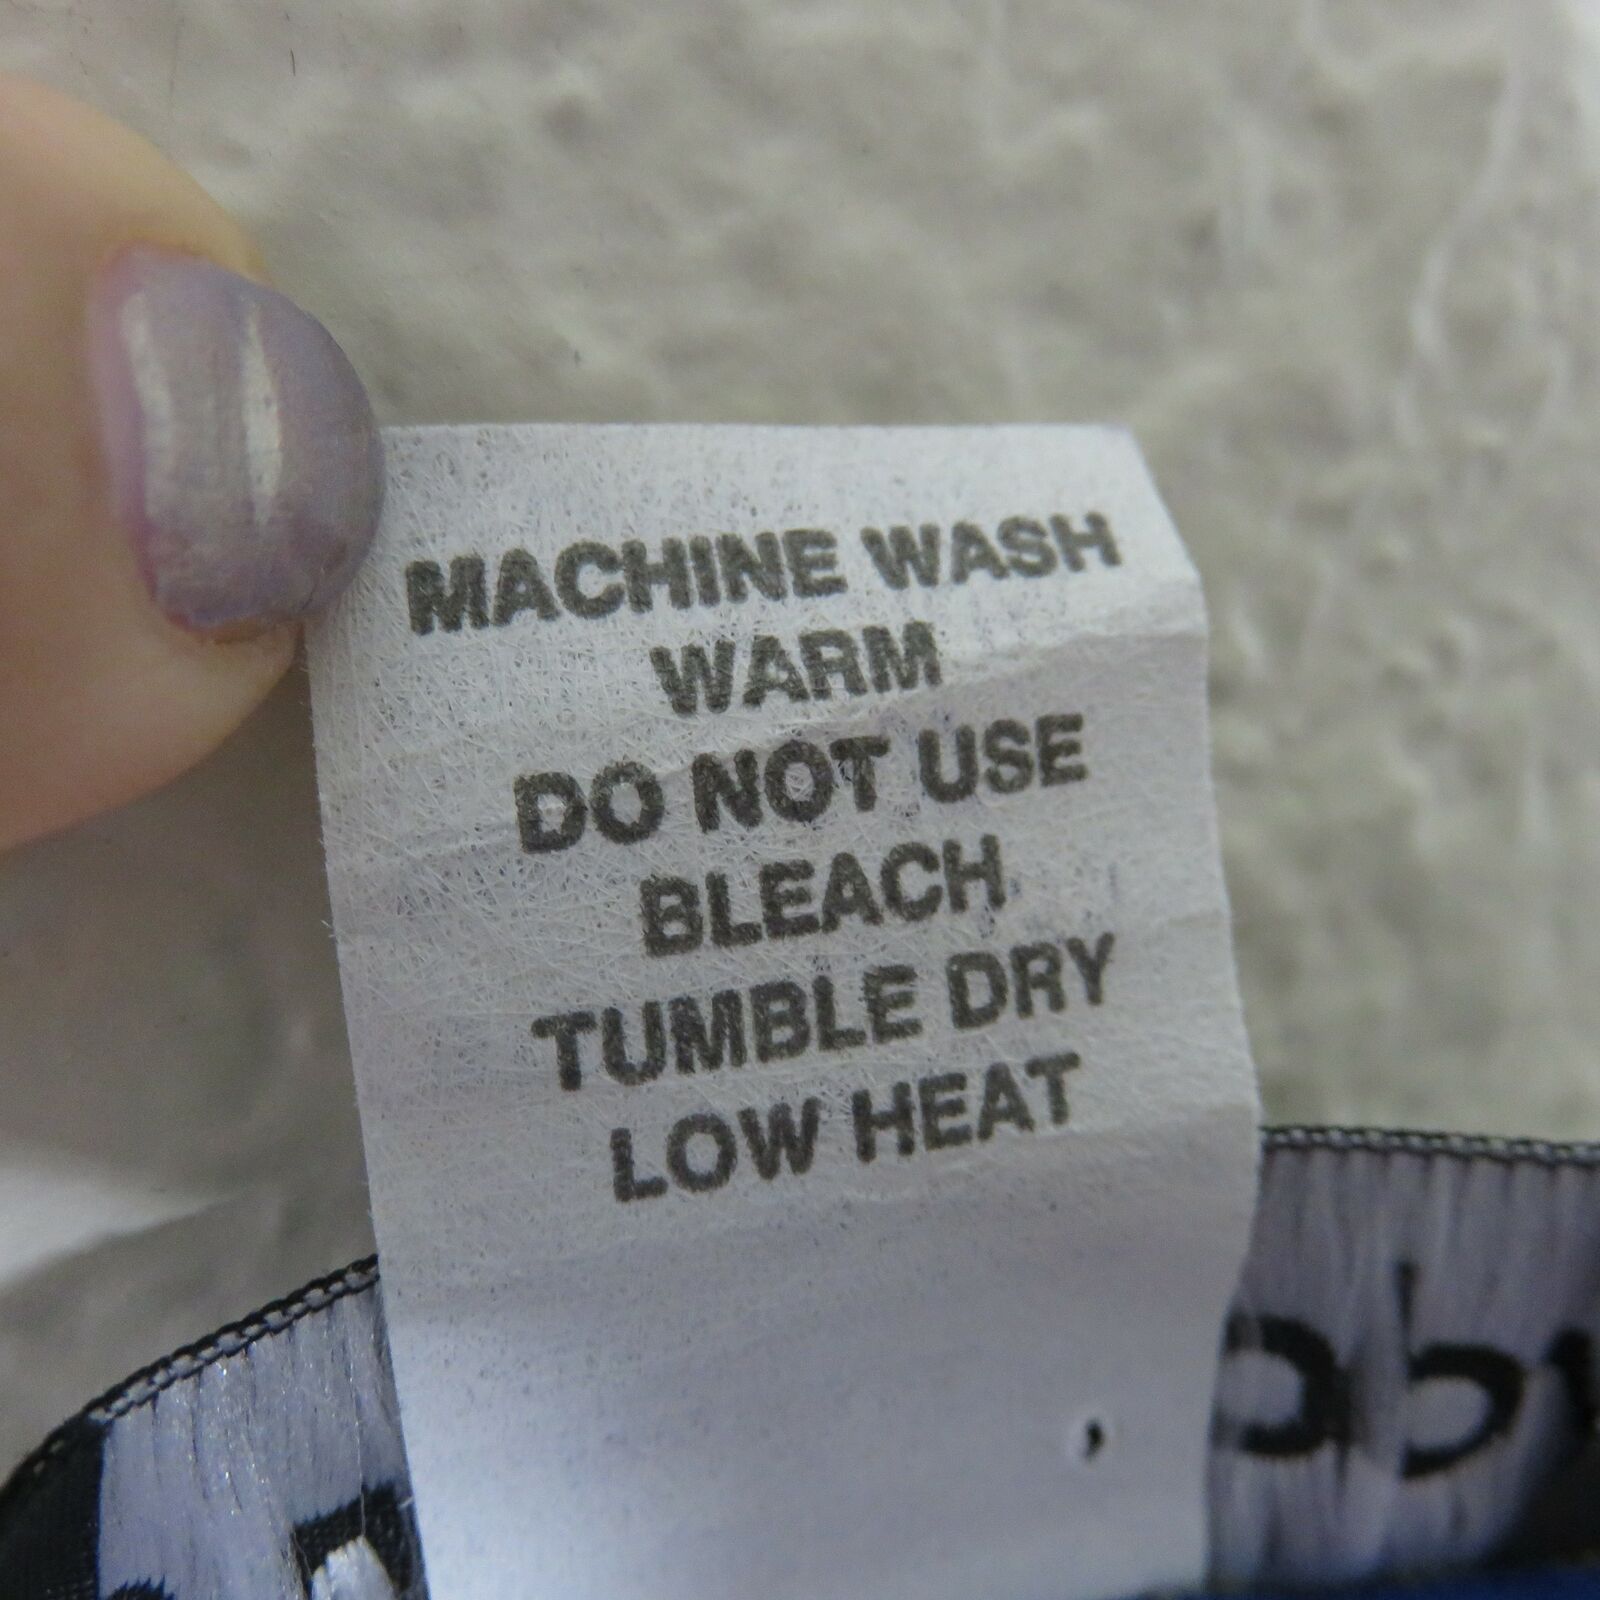 MACHINE WASH
WARM
DO NOT USE
BLEACH
TUMBLE DRY
LOW HEAT